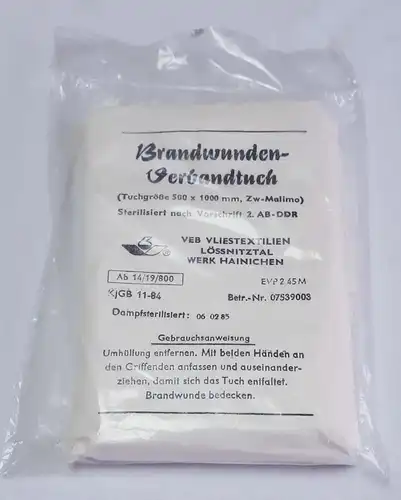 Brandwunden-
Verbandtuch
(Tuchgröße 500 x 1000 mm, Zw-Malimo)
Sterilisiert nach Vorschrift 2. AB-DDR
VEB VLIESTEXTILIEN
LÖSSNITZTAL
WERK HAINICHEN
Ab 14/19/800
EVP 2.45 M
KjGB 11-84
Betr.-Nr. 07539003
Dampfsterilisiert: 06 02 85
Gebrauchsanweisung
Umhüllung entfernen. Mit beiden Händen an
den Griffenden anfassen und auseinander-
ziehen, damit sich das Tuch entfaltet.
Brandwunde bedecken.